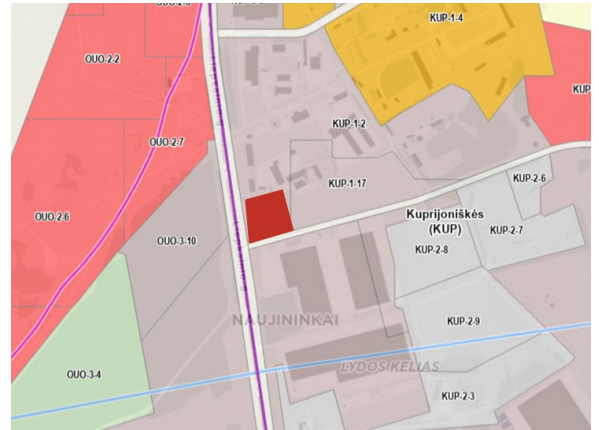 KUP-1-4
OUO-2-2
KUP-1-2
OUO-2-7
KUP-1-17
KUP-2-6
OUO-2-6
Kuprijoniškės
(KUP)
KUP-2-7
OUO-3-10
KUP-2-8
NAUJININKAI
KUP-2-9
LYDOS KELIAS
OUO-3-4
KUP-2-3